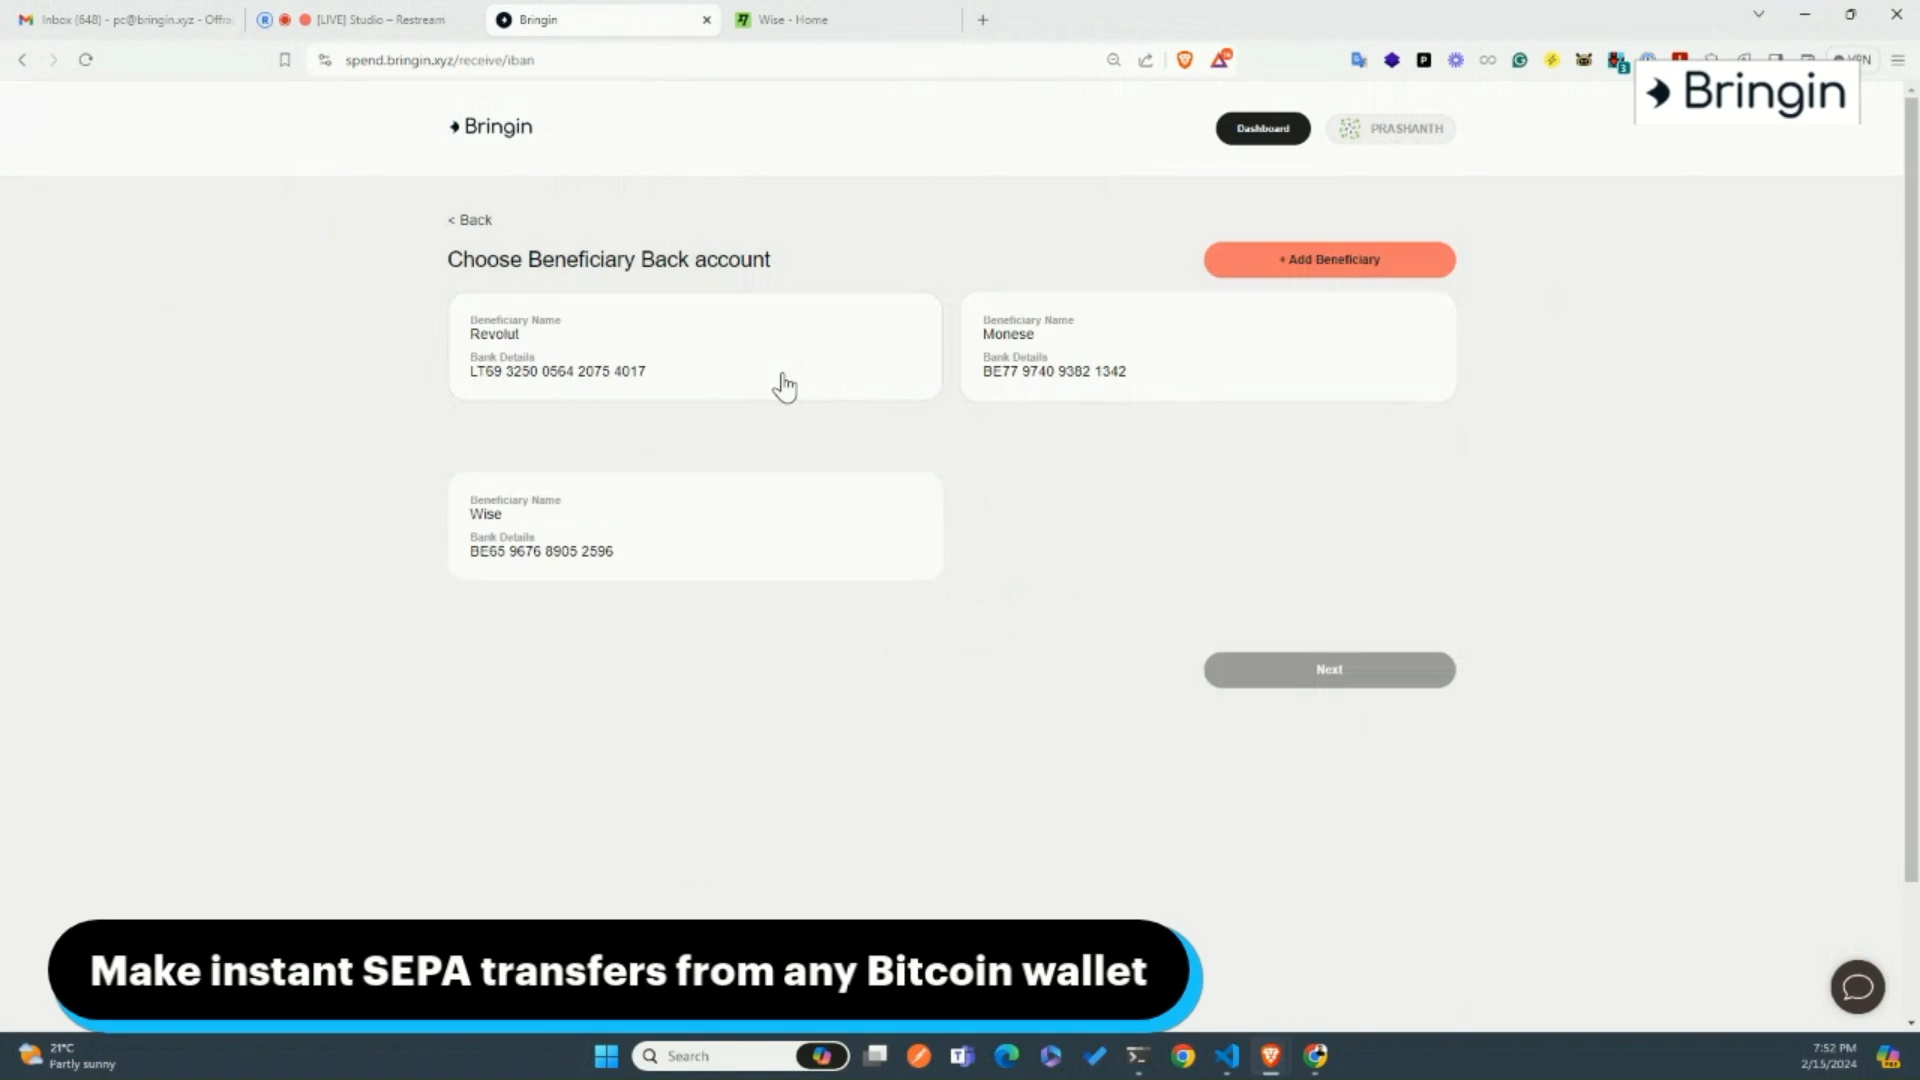 Inbox (648) - pc@bringin.xyz - Offra
[LIVE] Studio – Restream
Bringin
Wise - Home
spend.bringin.xyz/receive/iban
VPN
Bringin
Bringin
Dashboard
PRASHANTH
< Back
Choose Beneficiary Back account
+ Add Beneficiary
Beneficiary Name
Revolut
Bank Details
LT69 3250 0564 2075 4017
Beneficiary Name
Monese
Bank Details
BE77 9740 9382 1342
Beneficiary Name
Wise
Bank Details
BE65 9676 8905 2596
Next
Make instant SEPA transfers from any Bitcoin wallet
21°C
Partly sunny
Search
7:52 PM
2/15/2024